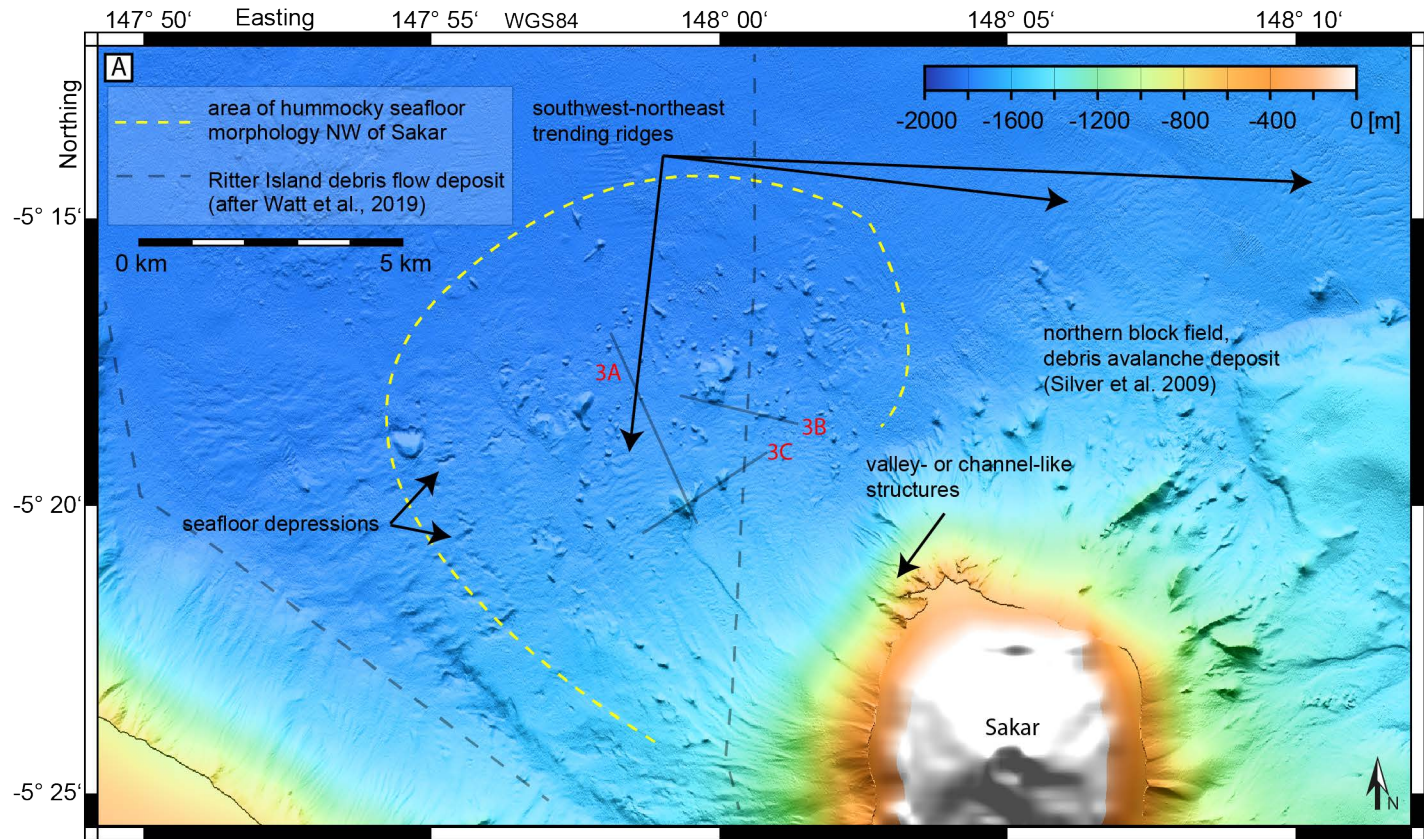 147° 50‘ Easting 147° 55‘ WGS84 148° 00‘ 148° 05‘ 148° 10‘
A
Northing
area of hummocky seafloor
morphology NW of Sakar
Ritter Island debris flow deposit
(after Watt et al., 2019)
0 km 5 km
southwest-northeast
trending ridges
-2000 -1600 -1200 -800 -400 0 [m]
-5° 15‘
northern block field,
debris avalanche deposit
(Silver et al. 2009)
3A
3B
3C
valley- or channel-like
structures
-5° 20‘
seafloor depressions
Sakar
-5° 25‘
N